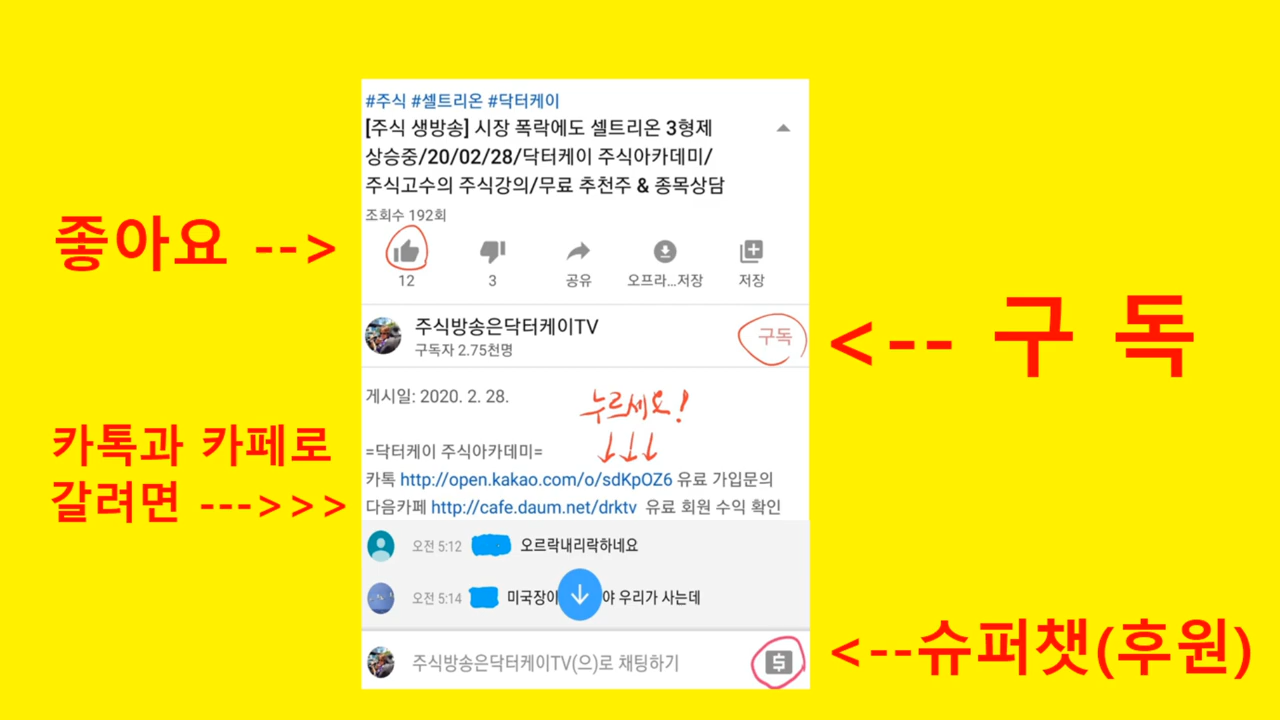 #주식 #셀트리온 #닥터케이
[주식 생방송] 시장 폭락에도 셀트리온 3형제
상승중/20/02/28/닥터케이 주식아카데미/
주식고수의 주식강의/무료 추천주 & 종목상담
조회수 192회
좋아요 -->
12
3
공유
오프라...저장
저장
주식방송은닥터케이TV
구독자 2.75천명
구독
<-- 구 독
게시일: 2020. 2. 28.
누르세요!
카톡과 카페로
갈려면 --->>>
=닥터케이 주식아카데미=
카톡 http://open.kakao.com/o/sdKpOZ6 유료 가입문의
다음카페 http://cafe.daum.net/drktv 유료 회원 수익 확인
오전 5:12 오르락내리락하네요
오전 5:14 미국장이 야 우리가 사는데
주식방송은닥터케이TV(으)로 채팅하기
<--슈퍼챗(후원)